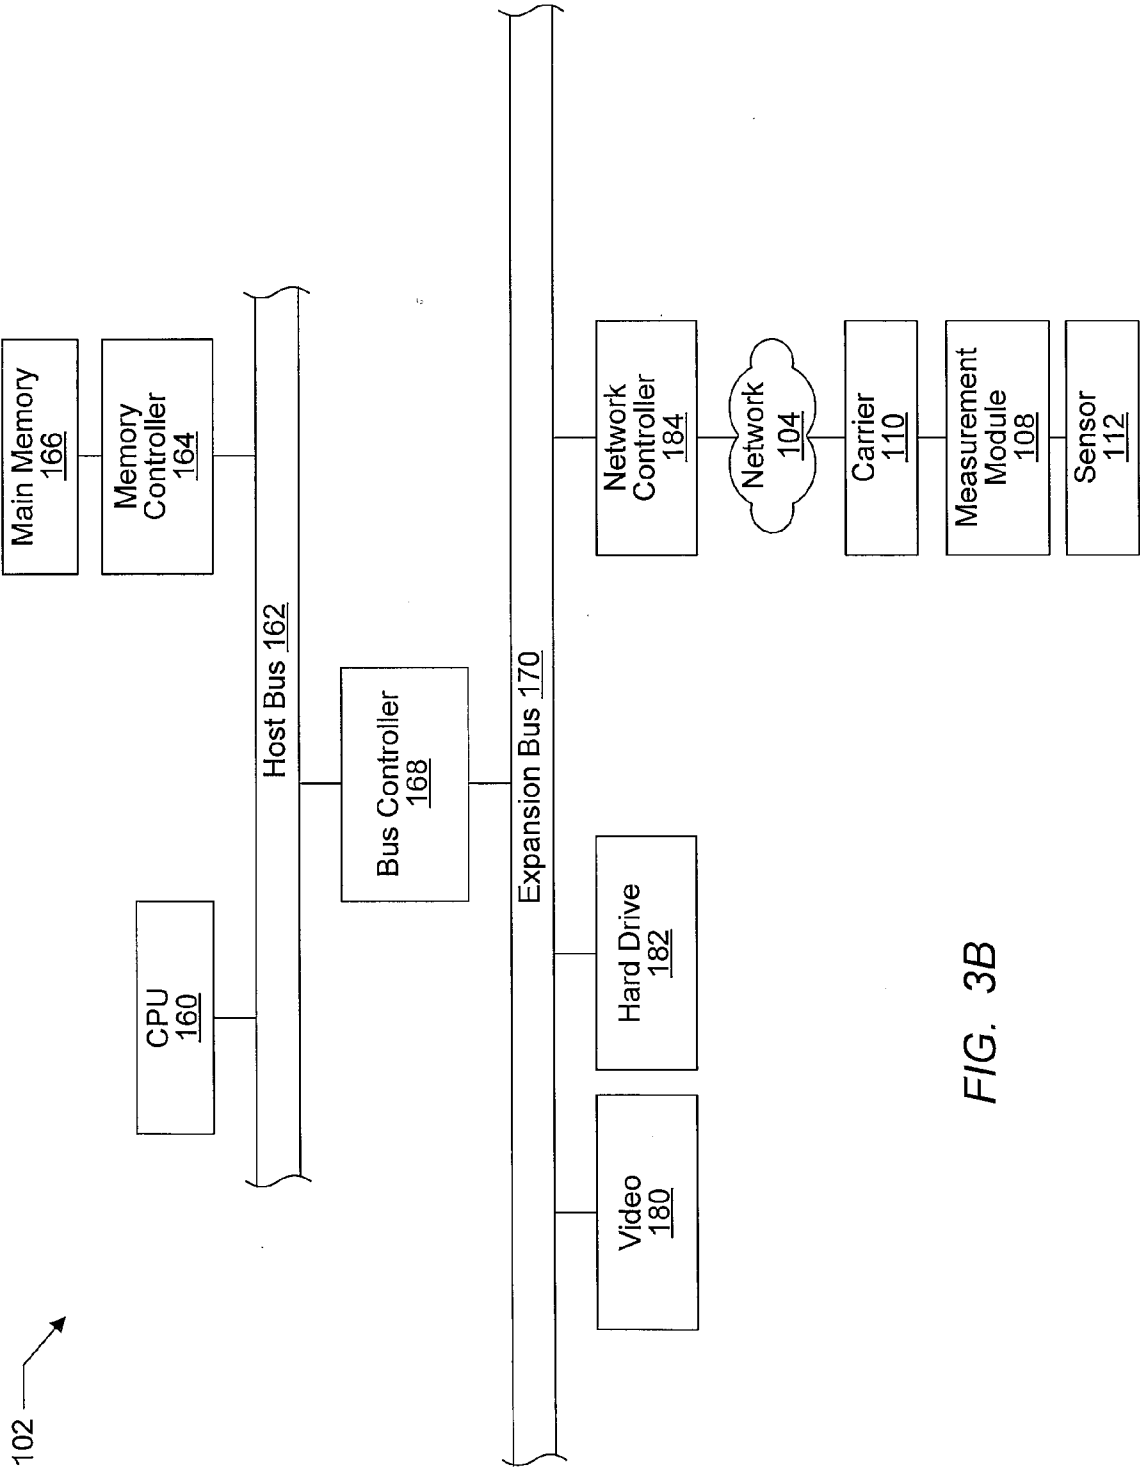 102
CPU
160
Main Memory
166
Memory
Controller
164
Host Bus 162
Bus Controller
168
Expansion Bus 170
Video
180
Hard Drive
182
Network
Controller
184
Network
104
Carrier
110
Measurement
Module
108
Sensor
112
FIG. 3B